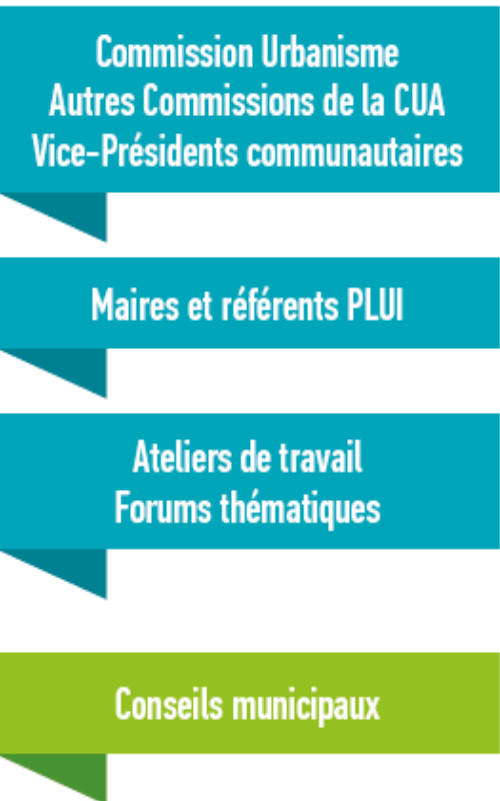 Commission Urbanisme
Autres Commissions de la CUA
Vice-Présidents communautaires
Maires et référents PLUI
Ateliers de travail
Forums thématiques
Conseils municipaux